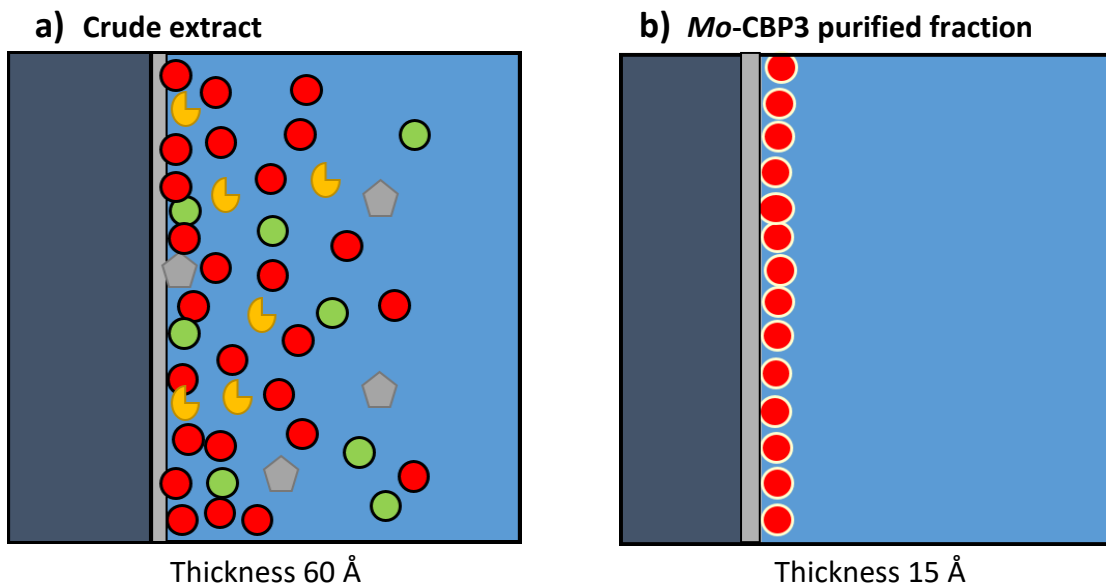 a) Crude extract
b) Mo-CBP3 purified fraction
Thickness 60 Å
Thickness 15 Å